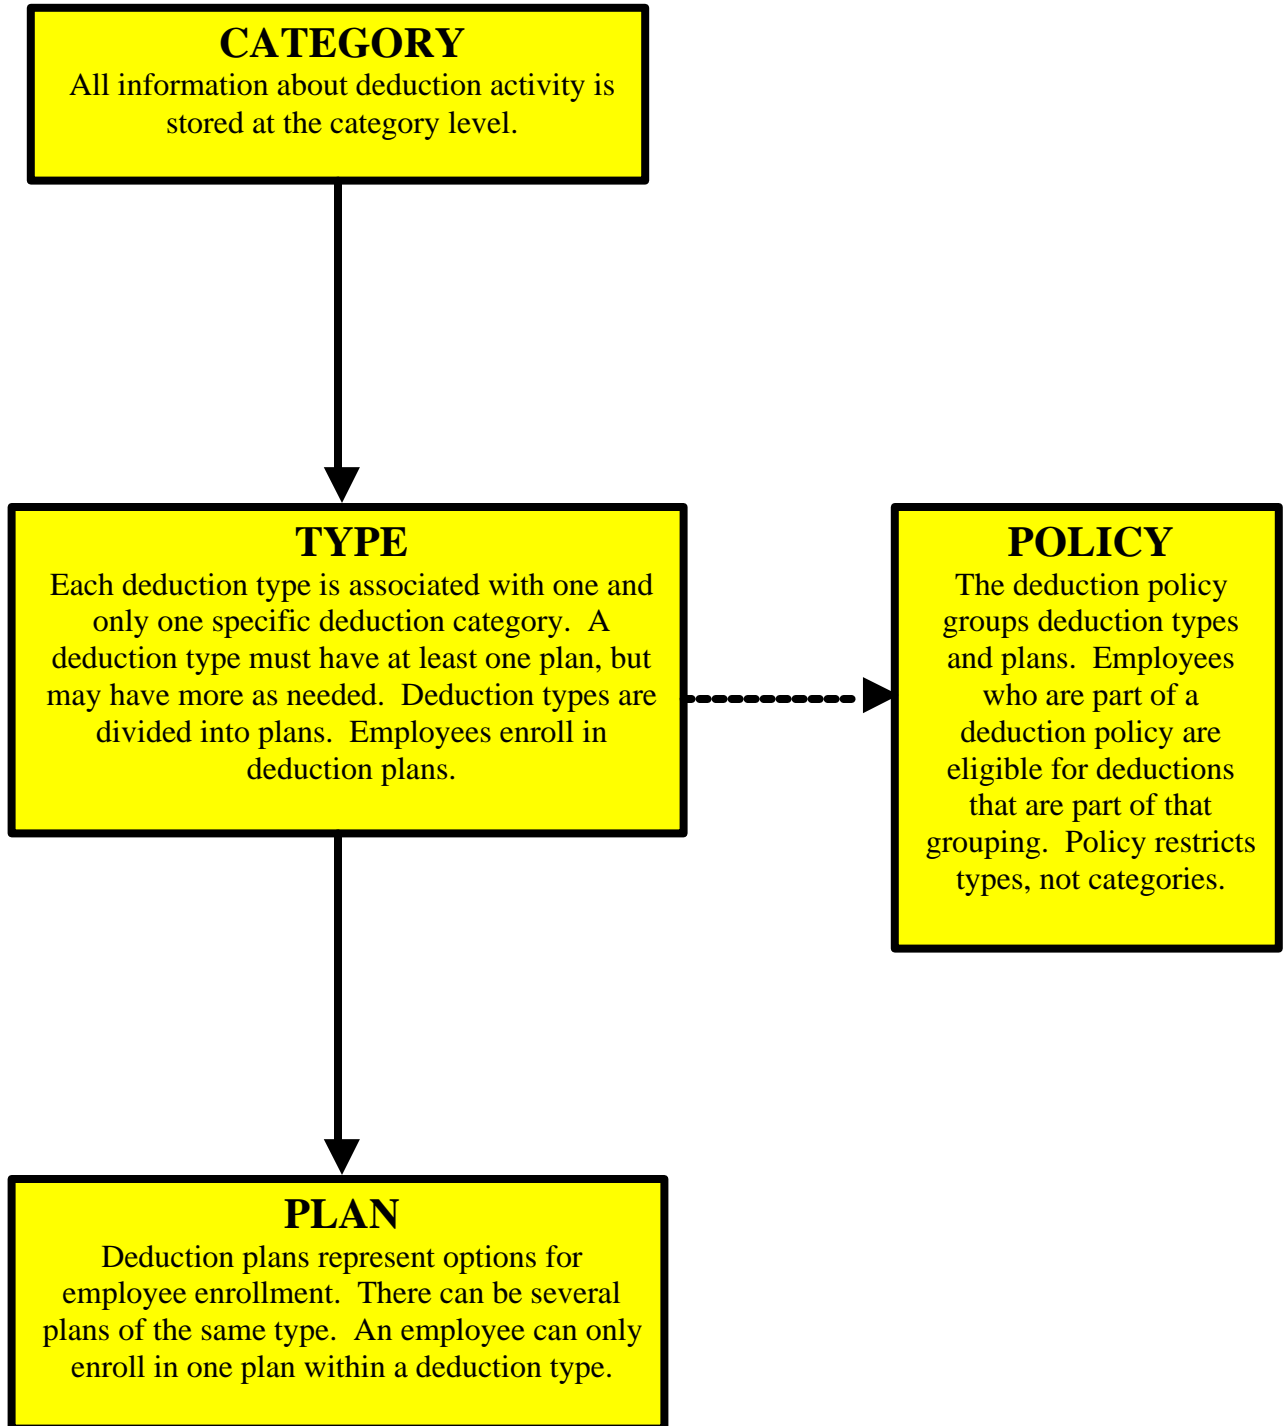 CATEGORY
All information about deduction activity is
stored at the category level.
TYPE
Each deduction type is associated with one and
only one specific deduction category.  A
deduction type must have at least one plan, but
may have more as needed.  Deduction types are
divided into plans.  Employees enroll in
deduction plans.
POLICY
The deduction policy
groups deduction types
and plans.  Employees
who are part of a
deduction policy are
eligible for deductions
that are part of that
grouping.  Policy restricts
types, not categories.
PLAN
Deduction plans represent options for
employee enrollment.  There can be several
plans of the same type.  An employee can only
enroll in one plan within a deduction type.